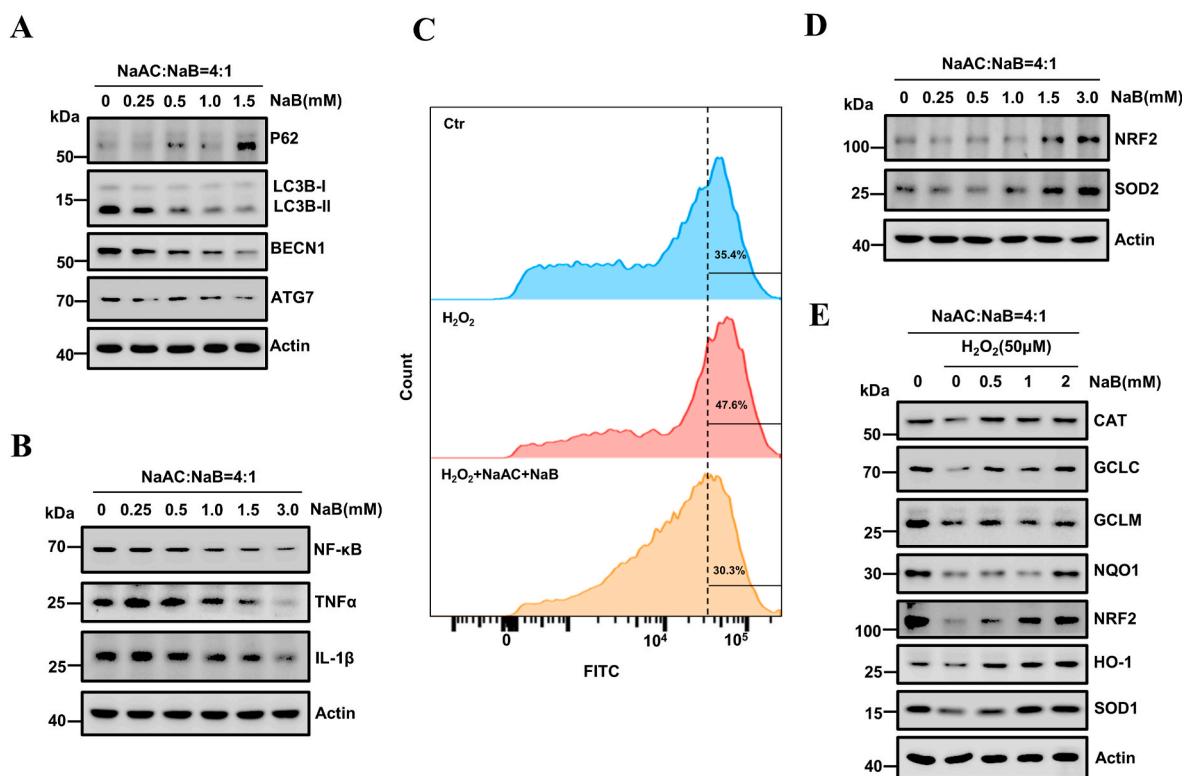 A
NaAC:NaB=4:1
0 0.25 0.5 1.0 1.5 NaB(mM)
kDa
P62
50
LC3B-I
15
LC3B-II
BECN1
50
ATG7
70
Actin
40
B
NaAC:NaB=4:1
0 0.25 0.5 1.0 1.5 3.0 NaB(mM)
kDa
NF-κB
70
TNFα
25
IL-1β
25
Actin
40
C
Ctr
35.4%
H₂O₂
47.6%
H₂O₂+NaAC+NaB
30.3%
Count
0 10⁴ 10⁵
FITC
D
NaAC:NaB=4:1
0 0.25 0.5 1.0 1.5 3.0 NaB(mM)
kDa
NRF2
100
SOD2
25
Actin
40
E
NaAC:NaB=4:1
H₂O₂(50μM)
0 0 0.5 1 2 NaB(mM)
kDa
CAT
50
GCLC
70
GCLM
25
NQO1
30
NRF2
100
HO-1
25
SOD1
15
Actin
40